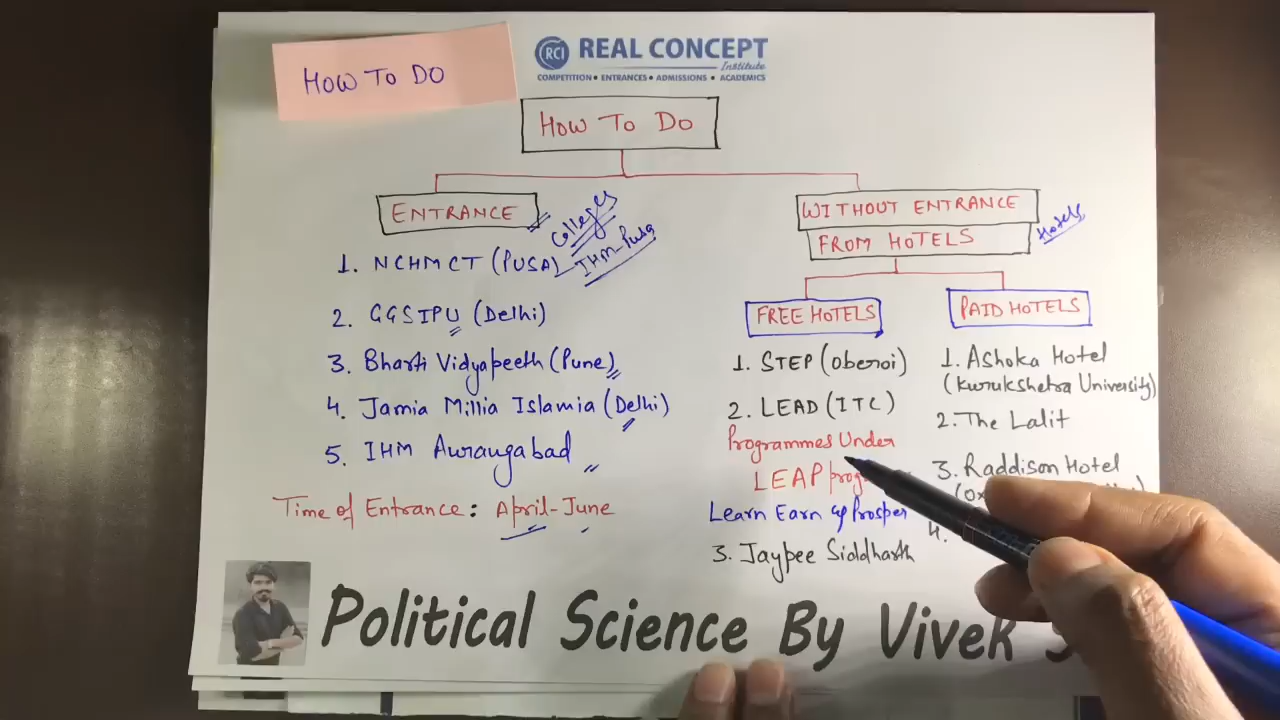 HOW TO DO
RCI
REAL CONCEPT
Institute
COMPETITION • ENTRANCES • ADMISSIONS • ACADEMICS
HOW TO DO
ENTRANCE
Colleges
1. NCHMCT (PUSA)
IHM-Pusa
2. GGSIPU (Delhi)
3. Bharti Vidyapeeth (Pune)
4. Jamia Millia Islamia (Delhi)
5. IHM Aurangabad
Time of Entrance: April-June
WITHOUT ENTRANCE
FROM HOTELS
Hotels
FREE HOTELS
1. STEP (Oberoi)
2. LEAD (ITC)
Programmes Under
LEAP
Learn Earn & Prosper
3. Jaypee Siddharth
PAID HOTELS
1. Ashoka Hotel
(Kurukshetra University)
2. The Lalit
3. Raddison Hotel
4.
Political Science By Vivek